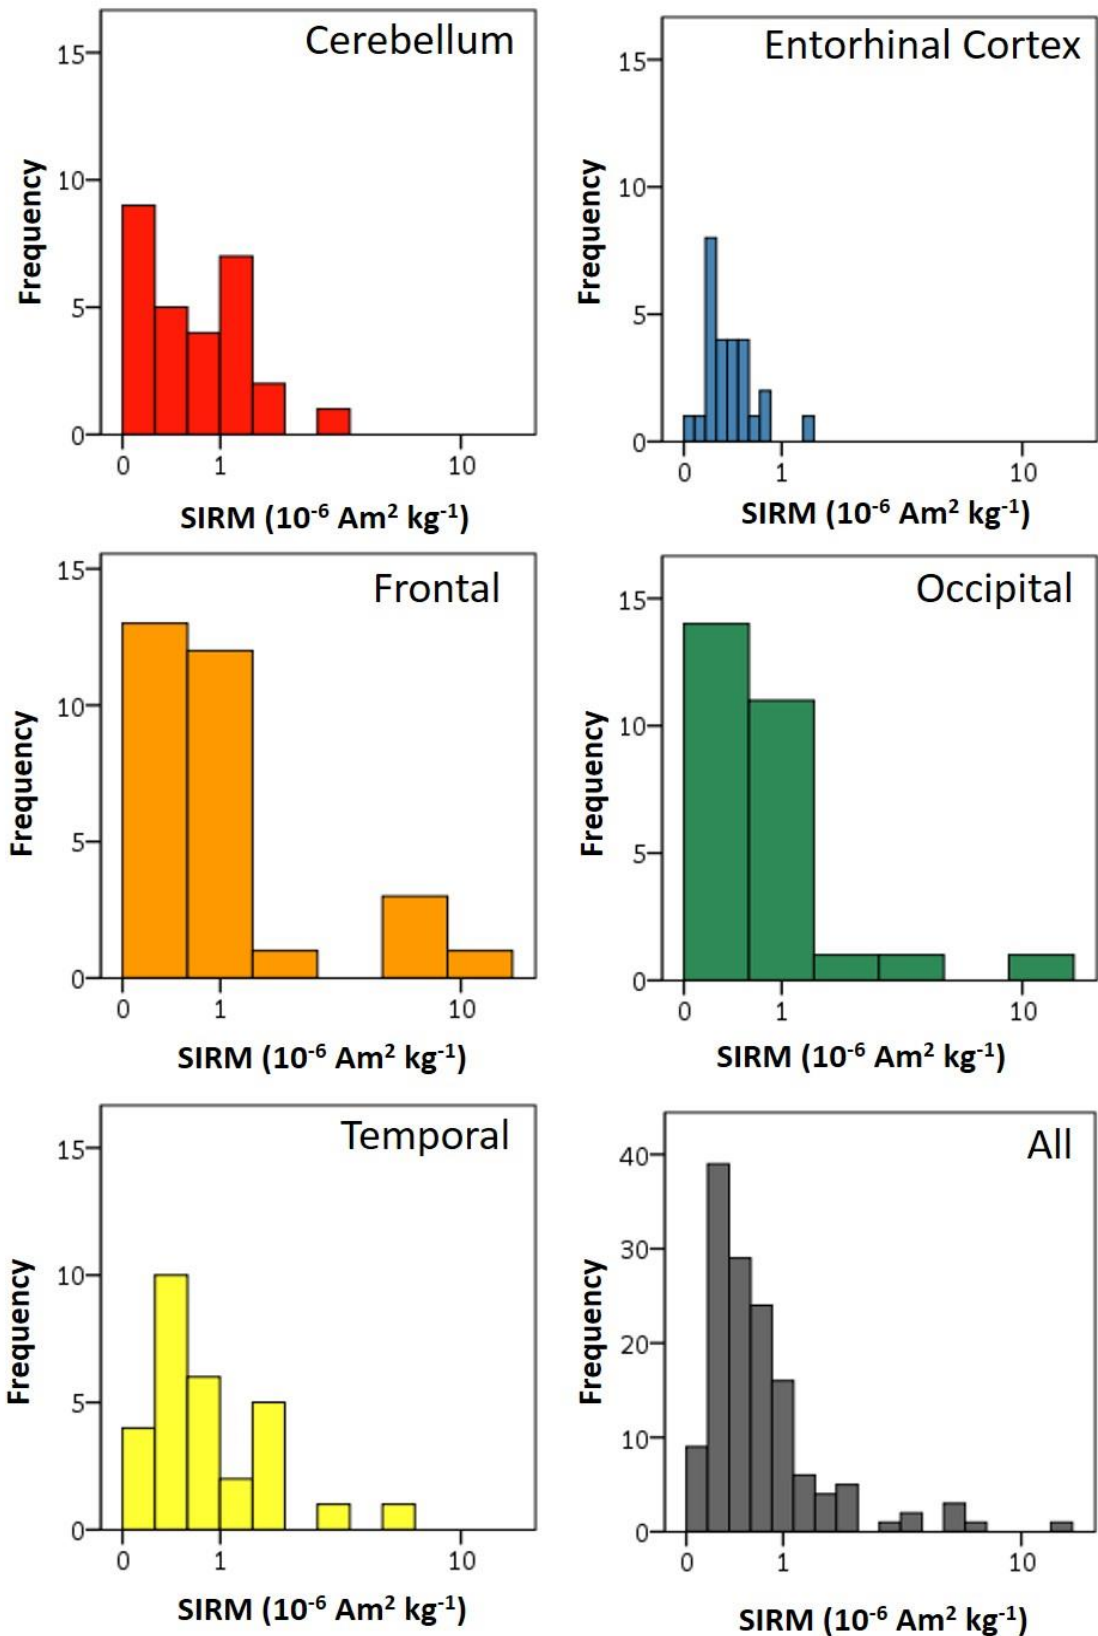 Cerebellum
15
10
5
0
Frequency
0 1 10
SIRM (10⁻⁶ Am² kg⁻¹)
Entorhinal Cortex
15
10
5
0
Frequency
0 1 10
SIRM (10⁻⁶ Am² kg⁻¹)
Frontal
15
10
5
0
Frequency
0 1 10
SIRM (10⁻⁶ Am² kg⁻¹)
Occipital
15
10
5
0
Frequency
0 1 10
SIRM (10⁻⁶ Am² kg⁻¹)
Temporal
15
10
5
0
Frequency
0 1 10
SIRM (10⁻⁶ Am² kg⁻¹)
All
40
30
20
10
0
Frequency
0 1 10
SIRM (10⁻⁶ Am² kg⁻¹)